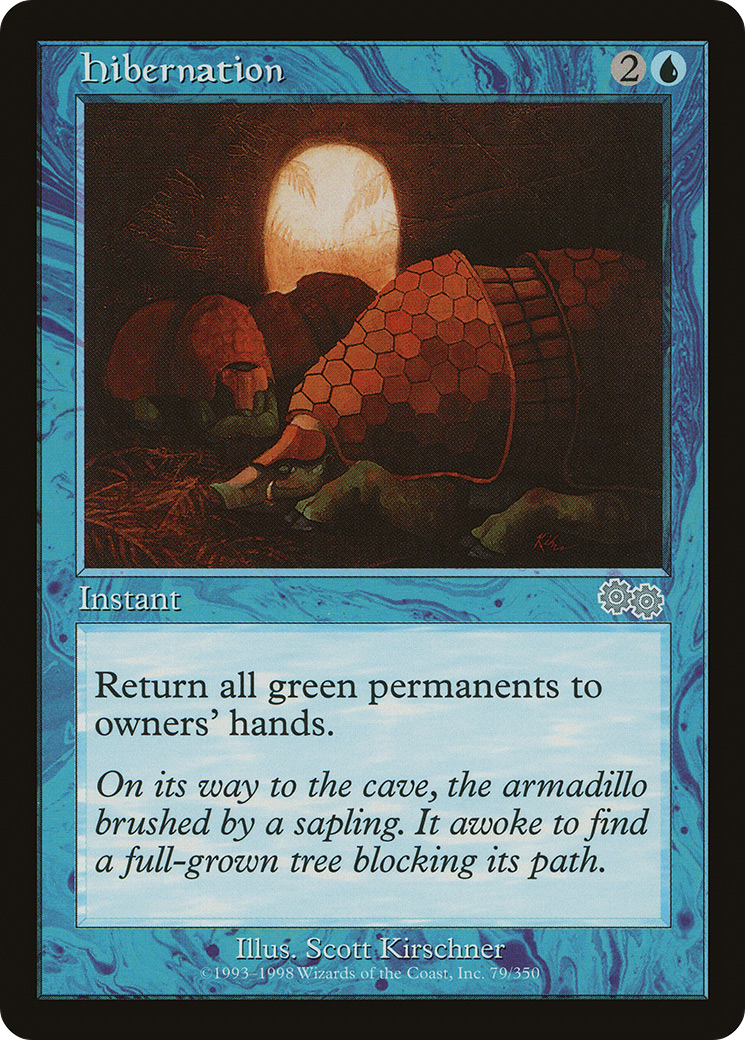 Hibernation
2
Instant
Return all green permanents to
owners' hands.
On its way to the cave, the armadillo
brushed by a sapling. It awoke to find
a full-grown tree blocking its path.
Illus. Scott Kirschner
©1993–1998 Wizards of the Coast, Inc. 79/350